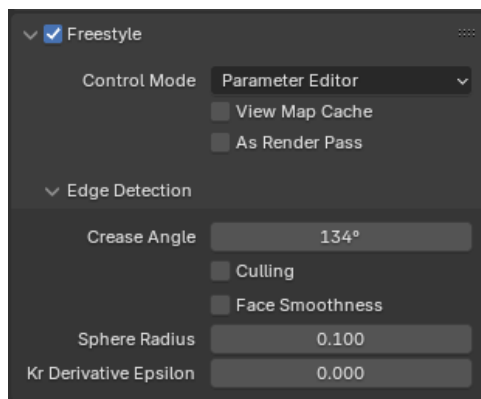 Freestyle
Control Mode Parameter Editor
View Map Cache
As Render Pass
Edge Detection
Crease Angle 134°
Culling
Face Smoothness
Sphere Radius 0.100
Kr Derivative Epsilon 0.000